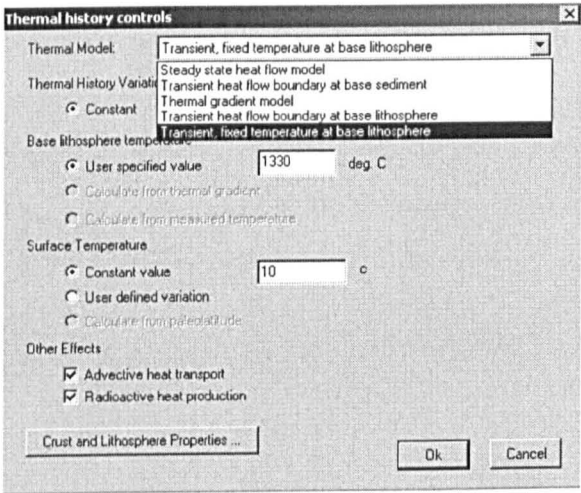 Thermal history controls
Thermal Model: Transient, fixed temperature at base lithosphere
Steady state heat flow model
Thermal History Variati Transient heat flow boundary at base sediment
Thermal gradient model
Constant Transient heat flow boundary at base lithosphere
Transient, fixed temperature at base lithosphere
Base lithosphere temperature
User specified value 1330 deg. C
Calculate from thermal gradient
Calculate from measured temperature
Surface Temperature
Constant value 10 c
User defined variation
Calculate from paleolatitude
Other Effects
Advective heat transport
Radioactive heat production
Crust and Lithosphere Properties ... Ok Cancel